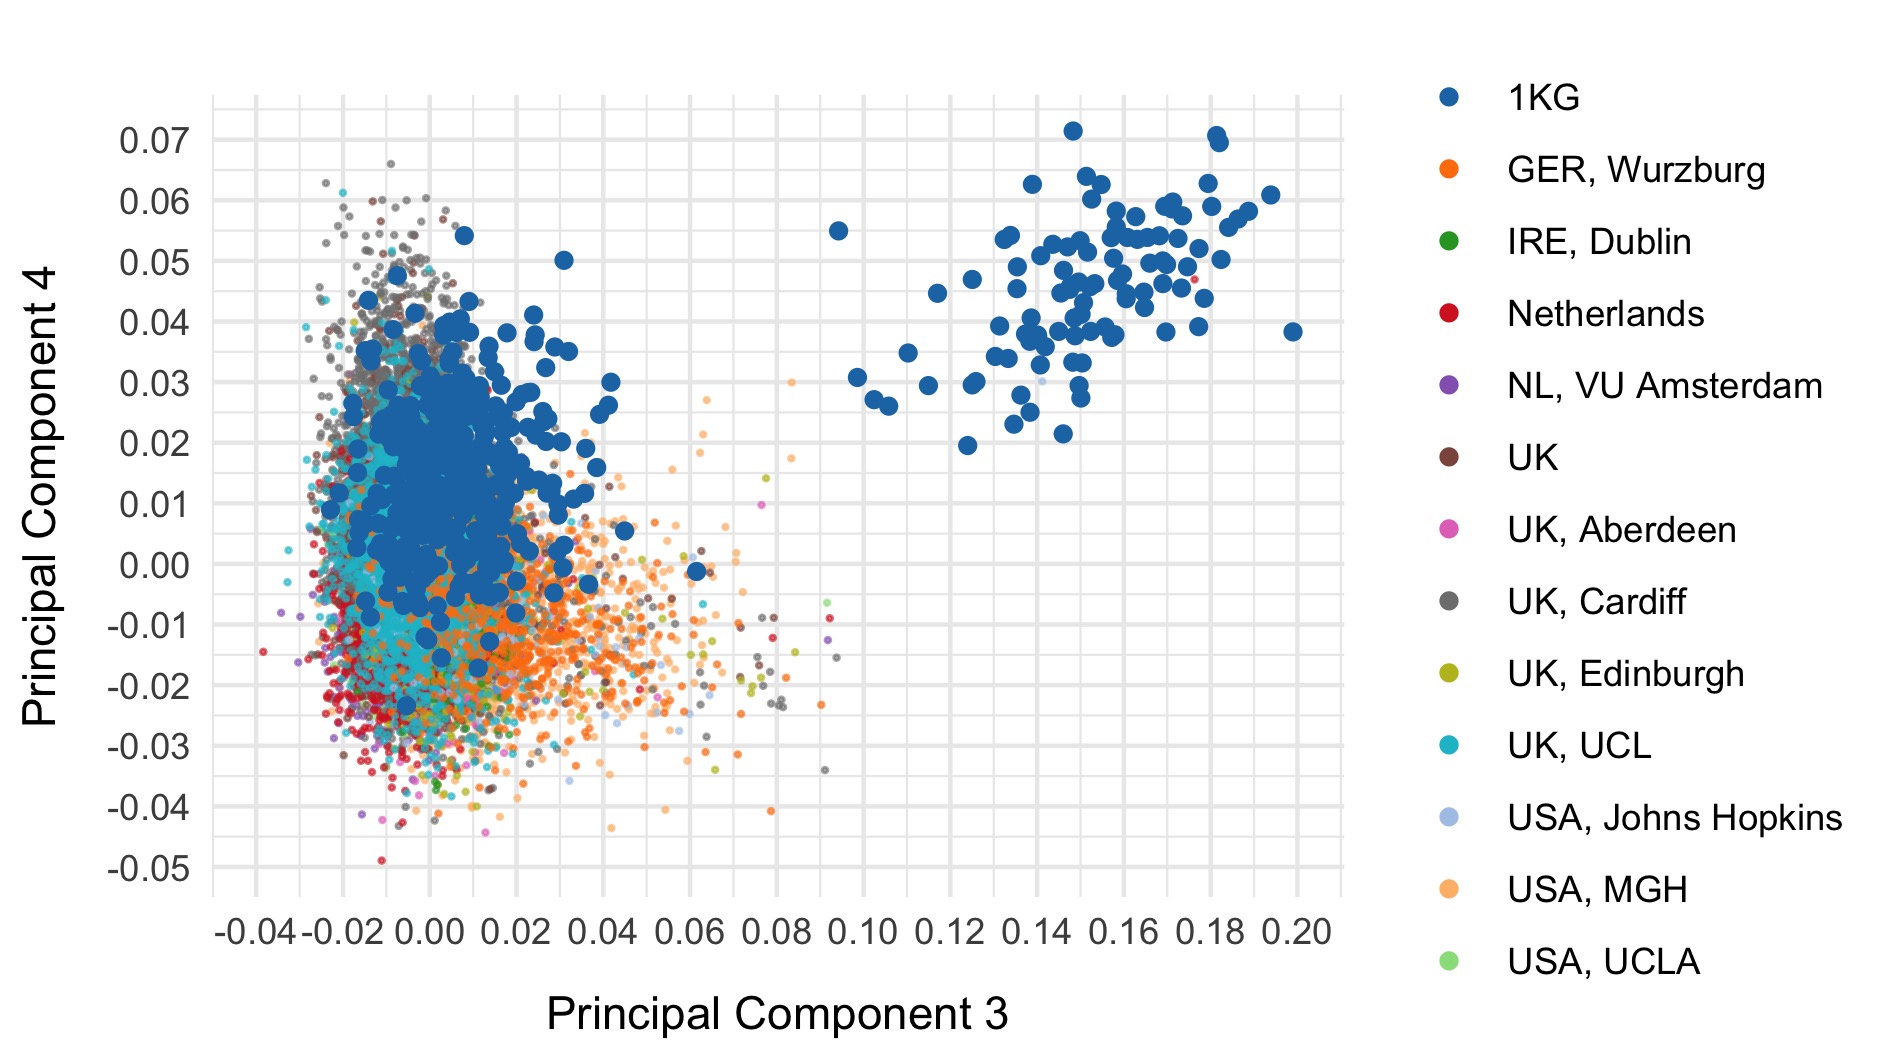 Principal Component 4
0.07
0.06
0.05
0.04
0.03
0.02
0.01
0.00
-0.01
-0.02
-0.03
-0.04
-0.05
-0.04 -0.02 0.00 0.02 0.04 0.06 0.08 0.10 0.12 0.14 0.16 0.18 0.20
Principal Component 3
1KG
GER, Wurzburg
IRE, Dublin
Netherlands
NL, VU Amsterdam
UK
UK, Aberdeen
UK, Cardiff
UK, Edinburgh
UK, UCL
USA, Johns Hopkins
USA, MGH
USA, UCLA